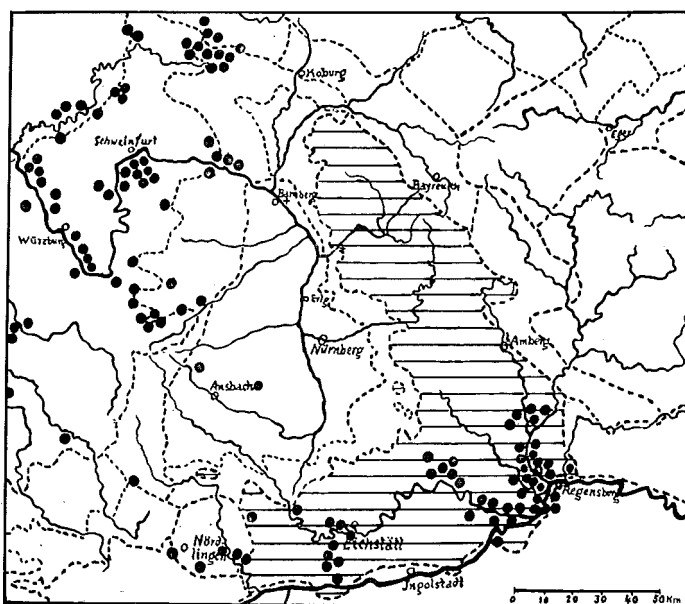 Koburg
Eger
Schweinfurt
Bayreuth
Bamberg
Würzburg
Erlg
Nürnberg
Amberg
Ansbach
Regensberg
Nörd-
lingen
Eichstätt
Ingolstadt
0 10 20 30 40 50 Km